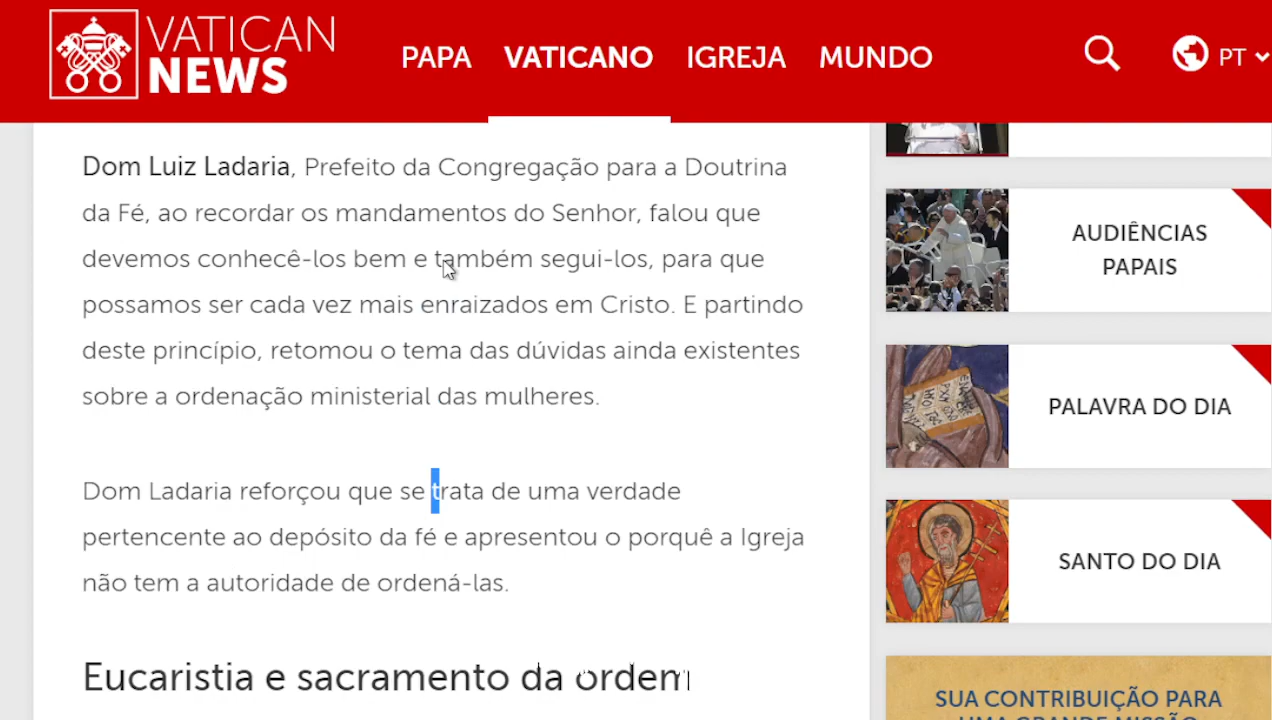 VATICAN
NEWS
PAPA VATICANO IGREJA MUNDO
PT
Dom Luiz Ladaria, Prefeito da Congregação para a Doutrina
da Fé, ao recordar os mandamentos do Senhor, falou que
devemos conhecê-los bem e também segui-los, para que
possamos ser cada vez mais enraizados em Cristo. E partindo
deste princípio, retomou o tema das dúvidas ainda existentes
sobre a ordenação ministerial das mulheres.
Dom Ladaria reforçou que se trata de uma verdade
pertencente ao depósito da fé e apresentou o porquê a Igreja
não tem a autoridade de ordená-las.
Eucaristia e sacramento da ordem
AUDIÊNCIAS
PAPAIS
PALAVRA DO DIA
SANTO DO DIA
SUA CONTRIBUIÇÃO PARA
UMA GRANDE MISSÃO